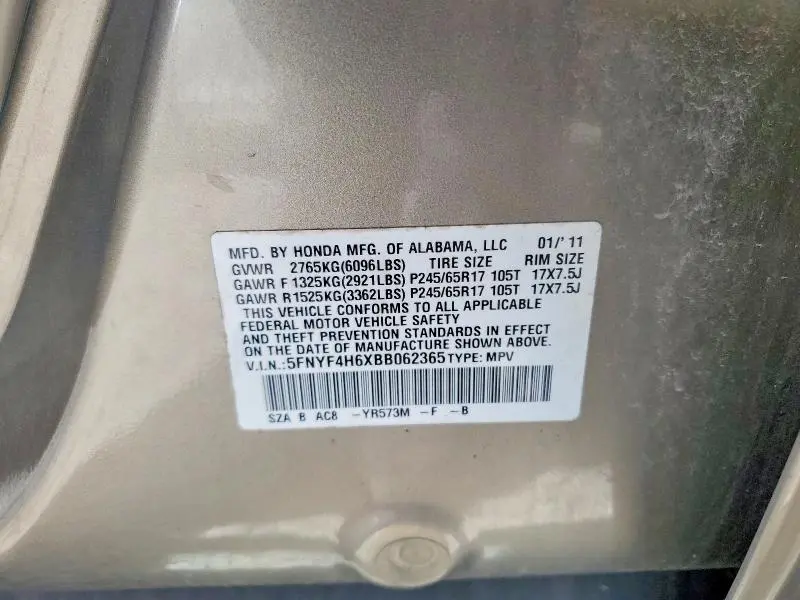 MFD. BY HONDA MFG. OF ALABAMA, LLC 01/'11
GVWR 2765KG(6096LBS) TIRE SIZE RIM SIZE
GAWR F 1325KG(2921LBS) P245/65R17 105T 17X7.5J
GAWR R1525KG(3362LBS) P245/65R17 105T 17X7.5J
THIS VEHICLE CONFORMS TO ALL APPLICABLE
FEDERAL MOTOR VEHICLE SAFETY
AND THEFT PREVENTION STANDARDS IN EFFECT
ON THE DATE OF MANUFACTURE SHOWN ABOVE.
V.I.N.:5FNYF4H6XBB062365 TYPE: MPV
SZA B AC8 -YR573M -F -B